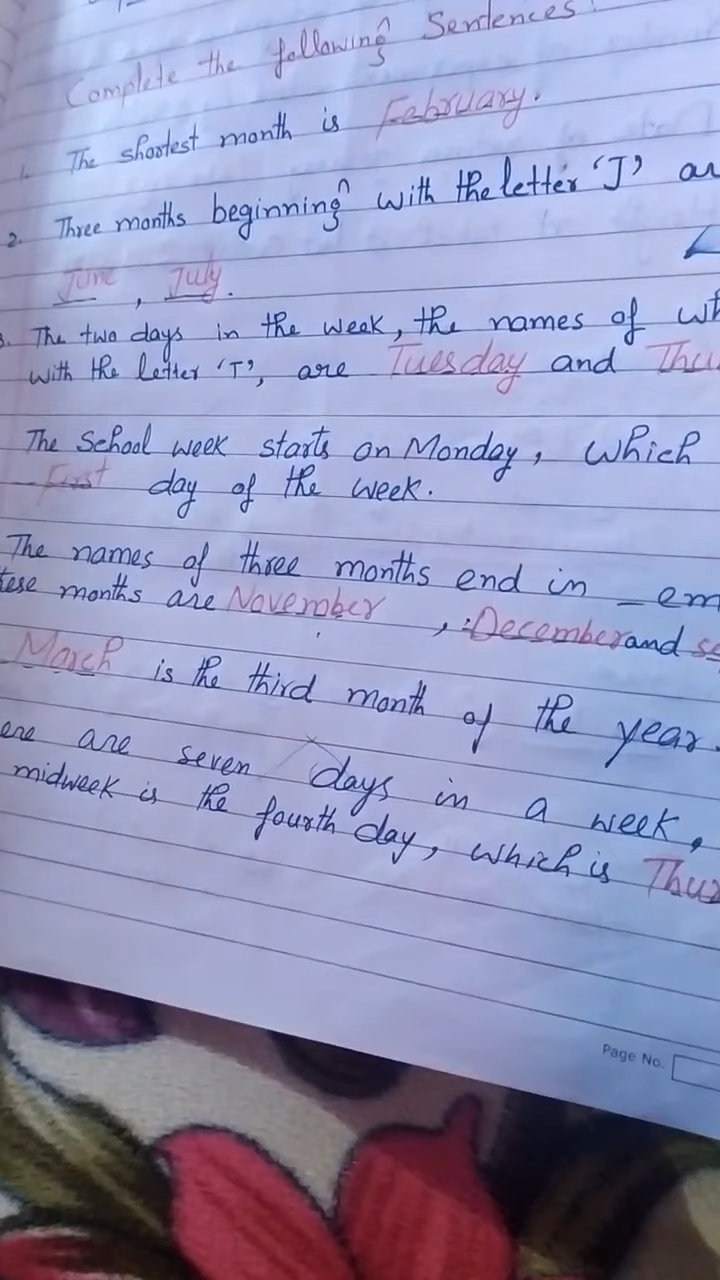 Complete the following Sentences
1. The shortest month is February.
2. Three months beginning with the letter 'J' are
June, July.
3. The two days in the week, the names of wh
with the letter 'T', are Tuesday and Thu
The School week starts on Monday, which
First day of the week.
The names of three months end in _ em
these months are November, December and se
March is the third month of the year.
ere are seven days in a week,
midweek is the fourth day, which is Thur
Page No.